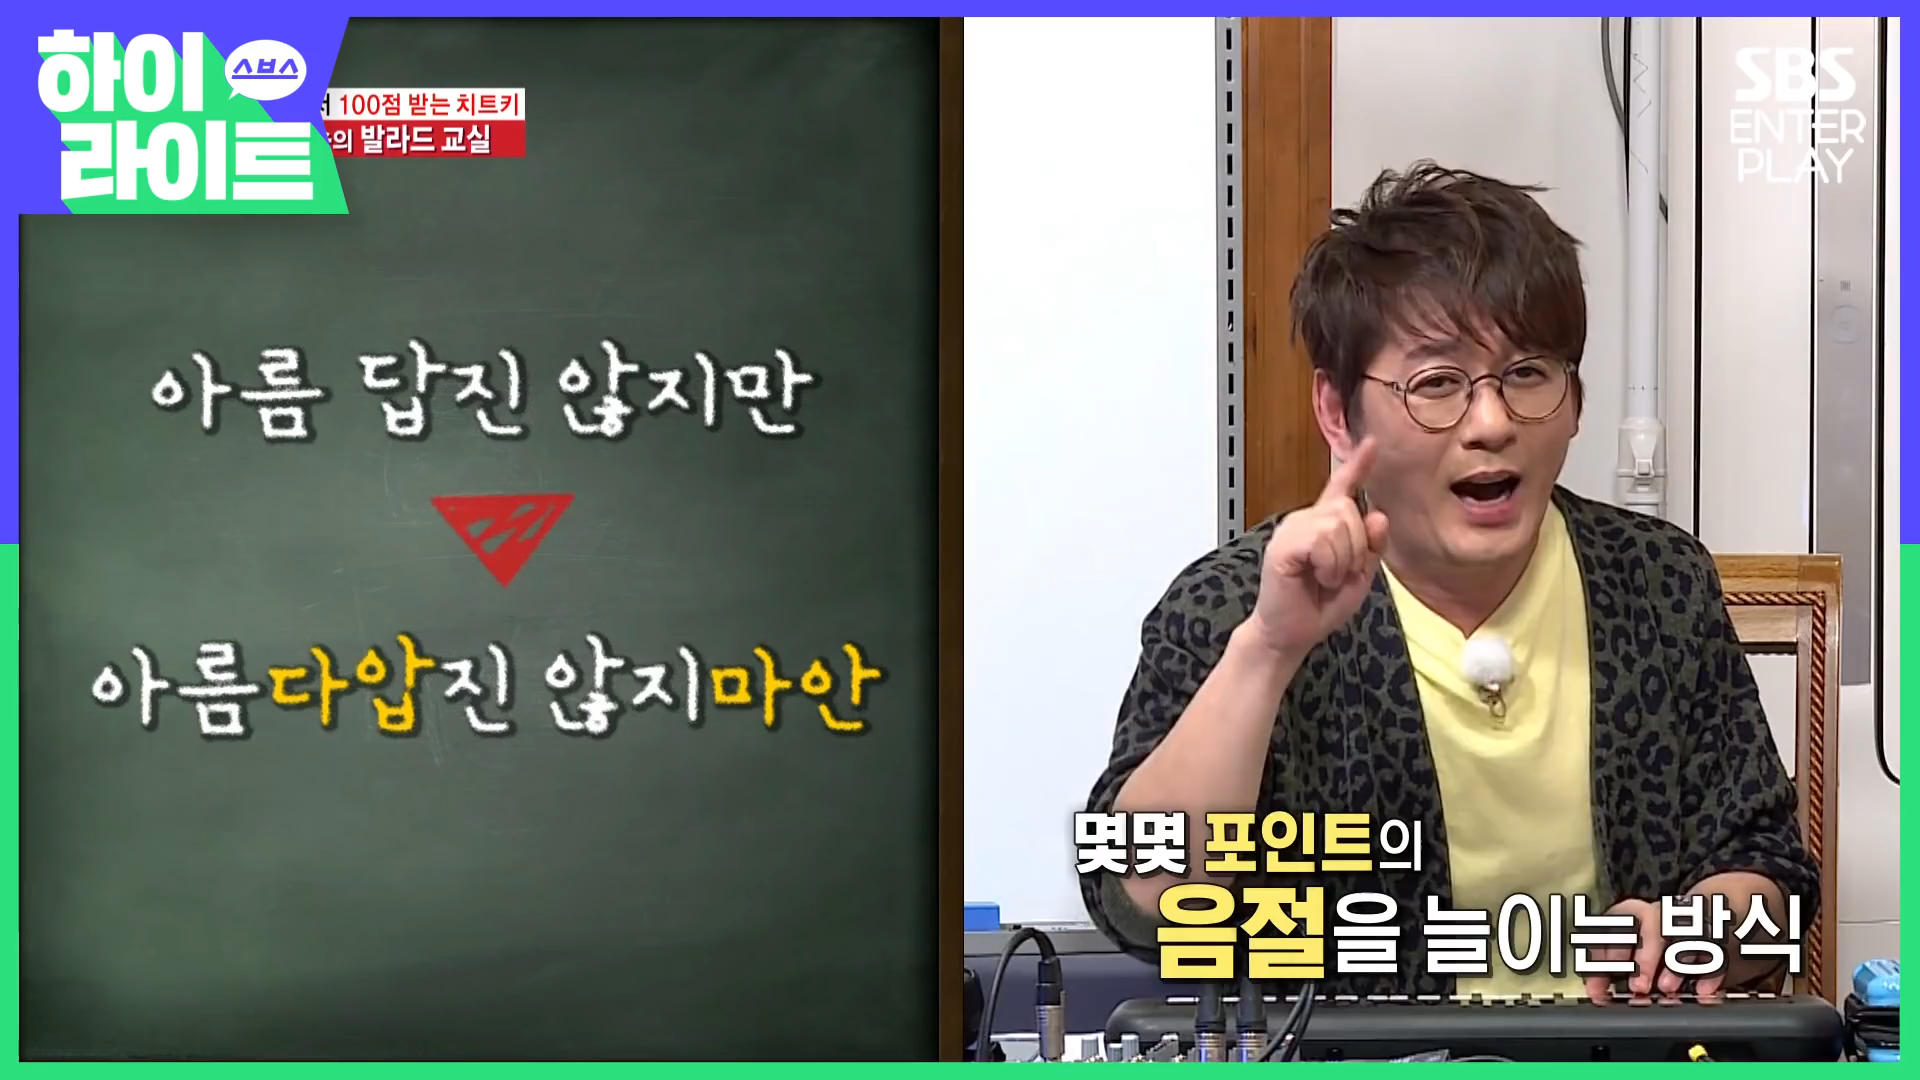 하이
스브스
라이트
100점 받는 치트키
의 발라드 교실
SBS
ENTER
PLAY
아름 답진 않지만
아름다압진 않지마안
몇몇 포인트의
음절을 늘이는 방식